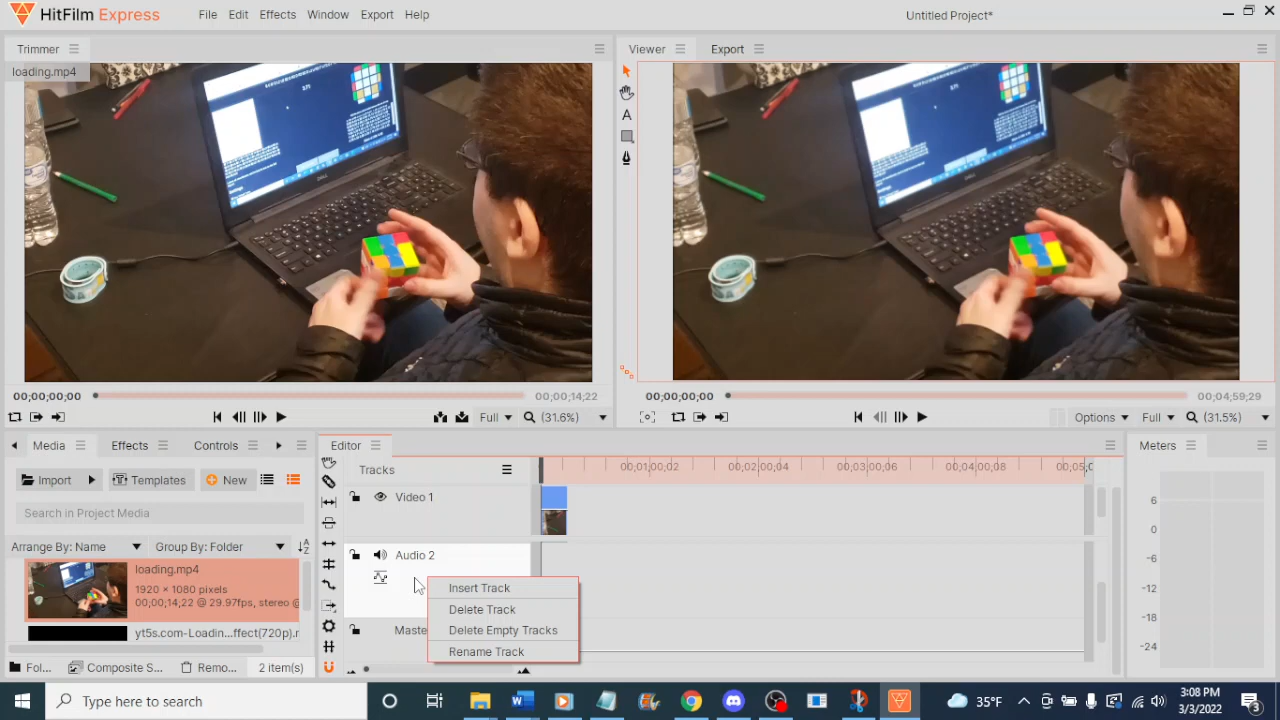 HitFilm Express File Edit Effects Window Export Help Untitled Project*
Trimmer Viewer Export
loading.mp4
00;00;00;00 00;00;14;22 00;00;00;00 00;04;59;29
Full (31.6%) Options Full (31.5%)
Media Effects Controls Editor Meters
Import Templates New
Search in Project Media
Arrange By: Name Group By: Folder
loading.mp4
1920 × 1080 pixels
00;00;14;22 @ 29.97fps, stereo @
yt5s.com-Loadin...ffect(720p).r
Fol... Composite S... Remo... 2 item(s)
Tracks 00;01;00;02 00;02;00;04 00;03;00;06 00;04;00;08 00;05;0
Video 1
Audio 2
Maste
Insert Track
Delete Track
Delete Empty Tracks
Rename Track
6
0
-6
-12
-18
-24
Type here to search
35°F
3:08 PM
3/3/2022
3